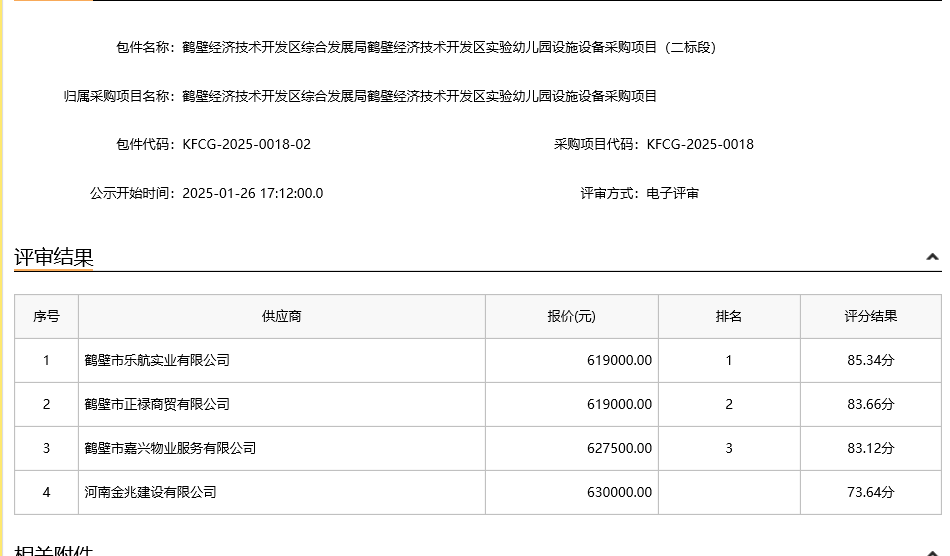 包件名称：鹤壁经济技术开发区综合发展局鹤壁经济技术开发区实验幼儿园设施设备采购项目（二标段）
归属采购项目名称：鹤壁经济技术开发区综合发展局鹤壁经济技术开发区实验幼儿园设施设备采购项目
包件代码：KFCG-2025-0018-02 采购项目代码：KFCG-2025-0018
公示开始时间：2025-01-26 17:12:00.0 评审方式：电子评审
评审结果
序号 供应商 报价(元) 排名 评分结果
1 鹤壁市乐航实业有限公司 619000.00 1 85.34分
2 鹤壁市正禄商贸有限公司 619000.00 2 83.66分
3 鹤壁市嘉兴物业服务有限公司 627500.00 3 83.12分
4 河南金兆建设有限公司 630000.00 73.64分
相关附件